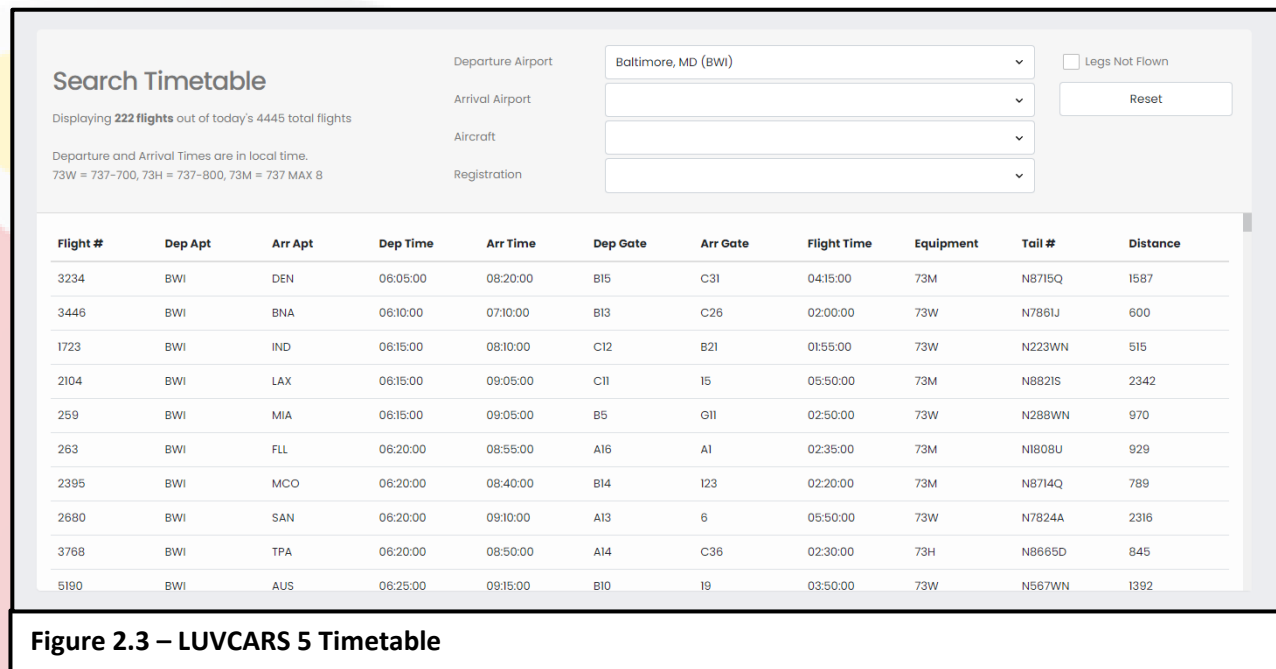 Search Timetable
Displaying 222 flights out of today's 4445 total flights
Departure and Arrival Times are in local time.
73W = 737-700, 73H = 737-800, 73M = 737 MAX 8
Departure Airport Baltimore, MD (BWI)
Arrival Airport
Aircraft
Registration
Legs Not Flown
Reset
Flight # Dep Apt Arr Apt Dep Time Arr Time Dep Gate Arr Gate Flight Time Equipment Tail # Distance
3234 BWI DEN 06:05:00 08:20:00 B15 C31 04:15:00 73M N8715Q 1587
3446 BWI BNA 06:10:00 07:10:00 B13 C26 02:00:00 73W N7861J 600
1723 BWI IND 06:15:00 08:10:00 C12 B21 01:55:00 73W N223WN 515
2104 BWI LAX 06:15:00 09:05:00 C11 15 05:50:00 73M N8821S 2342
259 BWI MIA 06:15:00 09:05:00 B5 G11 02:50:00 73W N288WN 970
263 BWI FLL 06:20:00 08:55:00 A16 A1 02:35:00 73M N1808U 929
2395 BWI MCO 06:20:00 08:40:00 B14 123 02:20:00 73M N8714Q 789
2680 BWI SAN 06:20:00 09:10:00 A13 6 05:50:00 73W N7824A 2316
3768 BWI TPA 06:20:00 08:50:00 A14 C36 02:30:00 73H N8665D 845
5190 BWI AUS 06:25:00 09:15:00 B10 19 03:50:00 73W N567WN 1392
Figure 2.3 – LUVCARS 5 Timetable